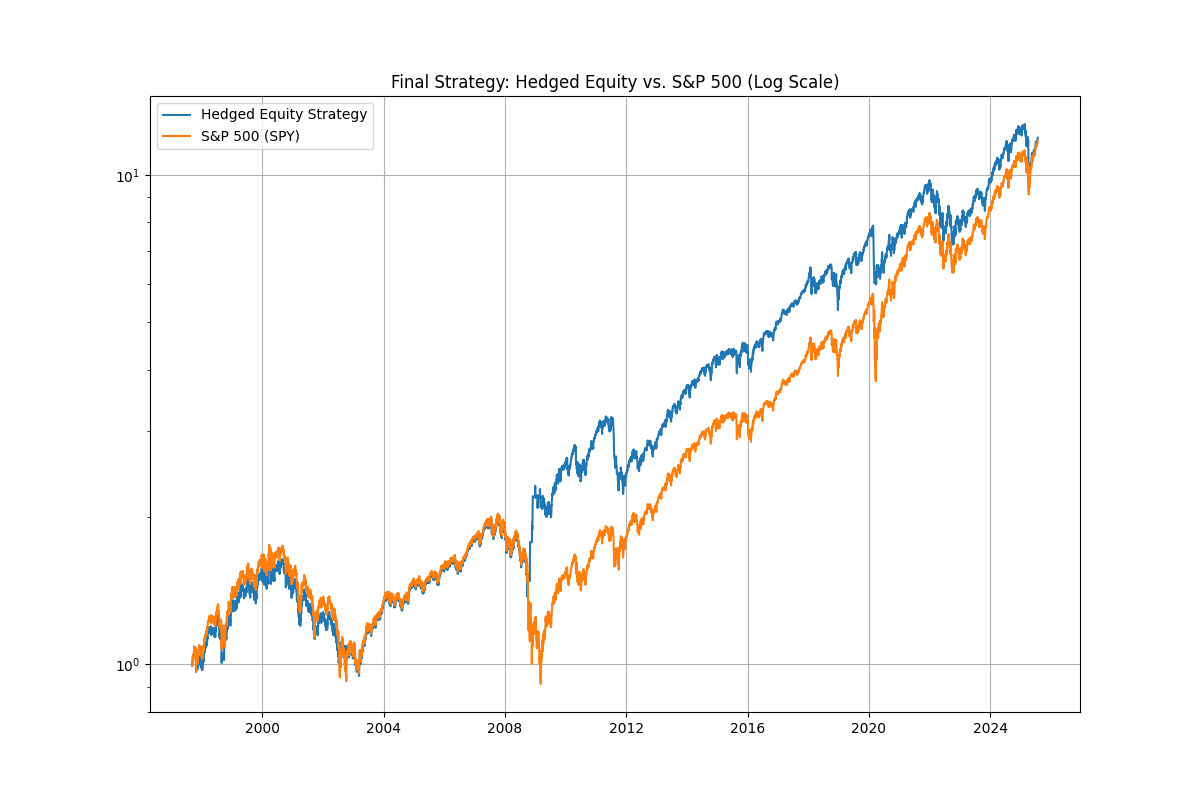 Final Strategy: Hedged Equity vs. S&P 500 (Log Scale)
Hedged Equity Strategy
S&P 500 (SPY)
10¹
10⁰
2000 2004 2008 2012 2016 2020 2024